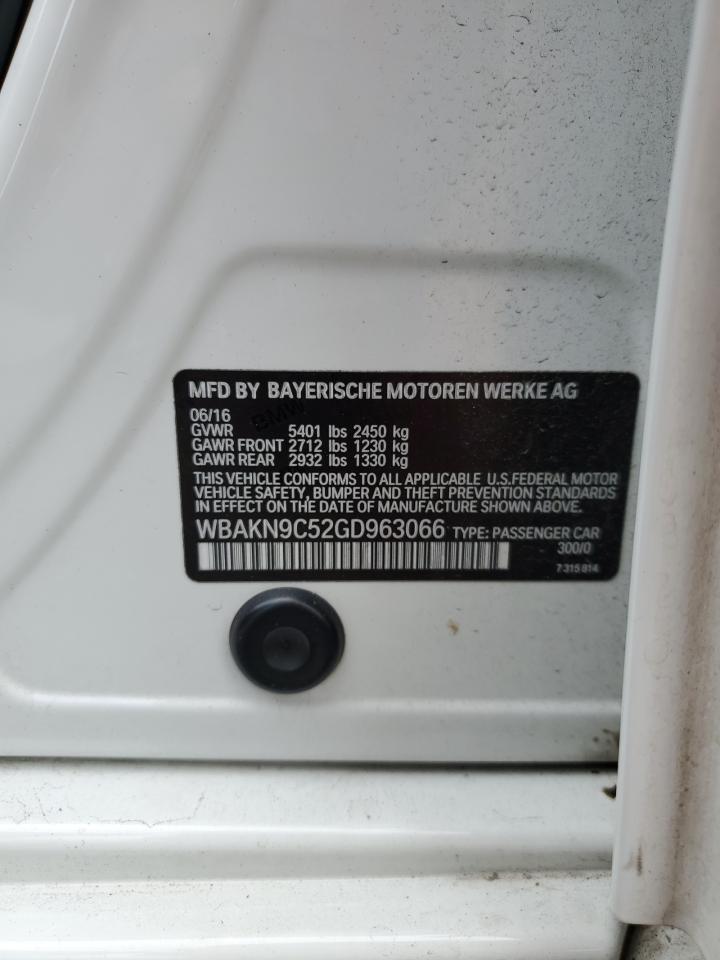 MFD BY BAYERISCHE MOTOREN WERKE AG
06/16 BMW
GVWR 5401 lbs 2450 kg
GAWR FRONT 2712 lbs 1230 kg
GAWR REAR 2932 lbs 1330 kg
THIS VEHICLE CONFORMS TO ALL APPLICABLE U.S.FEDERAL MOTOR
VEHICLE SAFETY, BUMPER AND THEFT PREVENTION STANDARDS
IN EFFECT ON THE DATE OF MANUFACTURE SHOWN ABOVE.
WBAKN9C52GD963066 TYPE: PASSENGER CAR
300/0
7 315 814